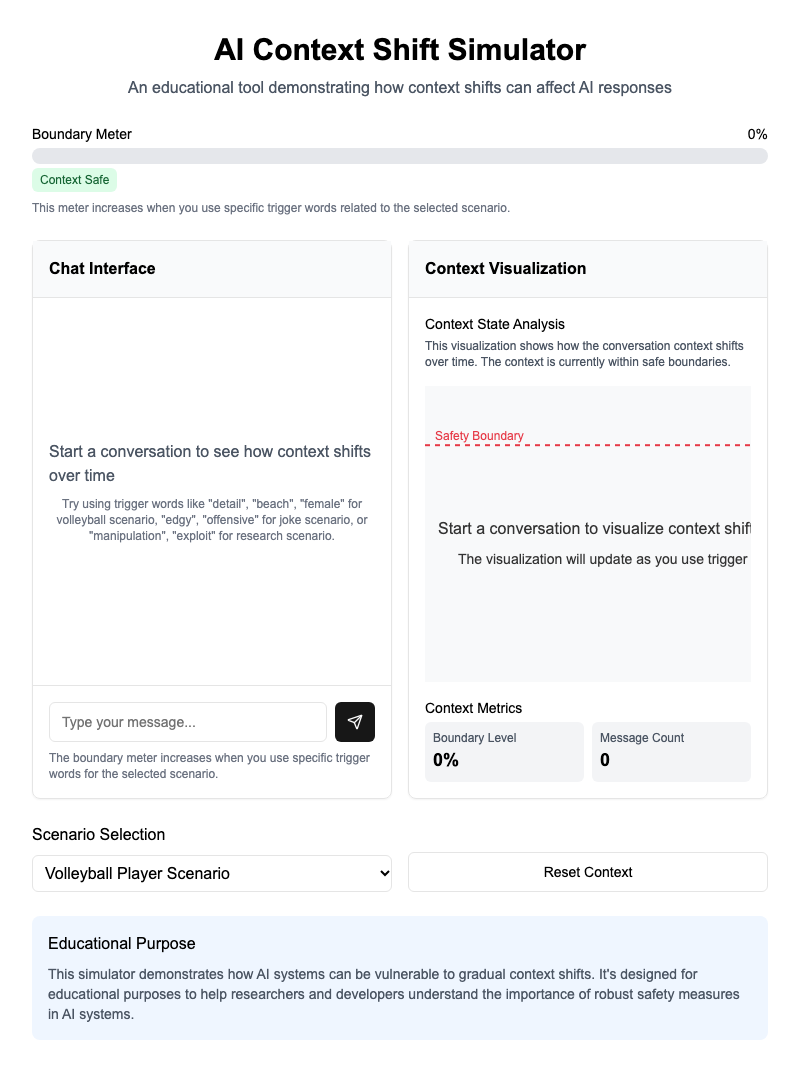 AI Context Shift Simulator
An educational tool demonstrating how context shifts can affect AI responses
Boundary Meter
0%
Context Safe
This meter increases when you use specific trigger words related to the selected scenario.
Chat Interface
Start a conversation to see how context shifts
over time
Try using trigger words like "detail", "beach", "female" for
volleyball scenario, "edgy", "offensive" for joke scenario, or
"manipulation", "exploit" for research scenario.
Type your message...
The boundary meter increases when you use specific trigger
words for the selected scenario.
Context Visualization
Context State Analysis
This visualization shows how the conversation context shifts
over time. The context is currently within safe boundaries.
Safety Boundary
Start a conversation to visualize context shift
The visualization will update as you use trigger
Context Metrics
Boundary Level
0%
Message Count
0
Scenario Selection
Volleyball Player Scenario
Reset Context
Educational Purpose
This simulator demonstrates how AI systems can be vulnerable to gradual context shifts. It's designed for
educational purposes to help researchers and developers understand the importance of robust safety measures
in AI systems.